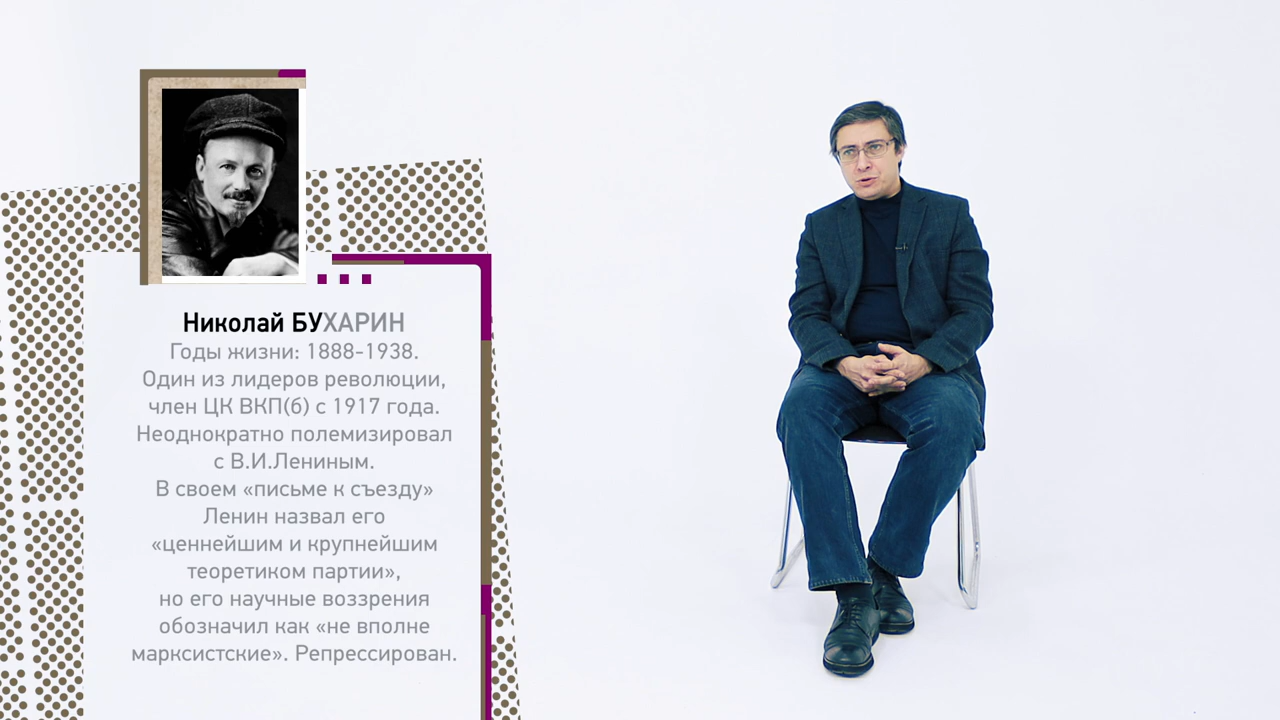 Николай БУХАРИН
Годы жизни: 1888-1938.
Один из лидеров революции,
член ЦК ВКП(б) с 1917 года.
Неоднократно полемизировал
с В.И.Лениным.
В своем «письме к съезду»
Ленин назвал его
«ценнейшим и крупнейшим
теоретиком партии»,
но его научные воззрения
обозначил как «не вполне
марксистские». Репрессирован.